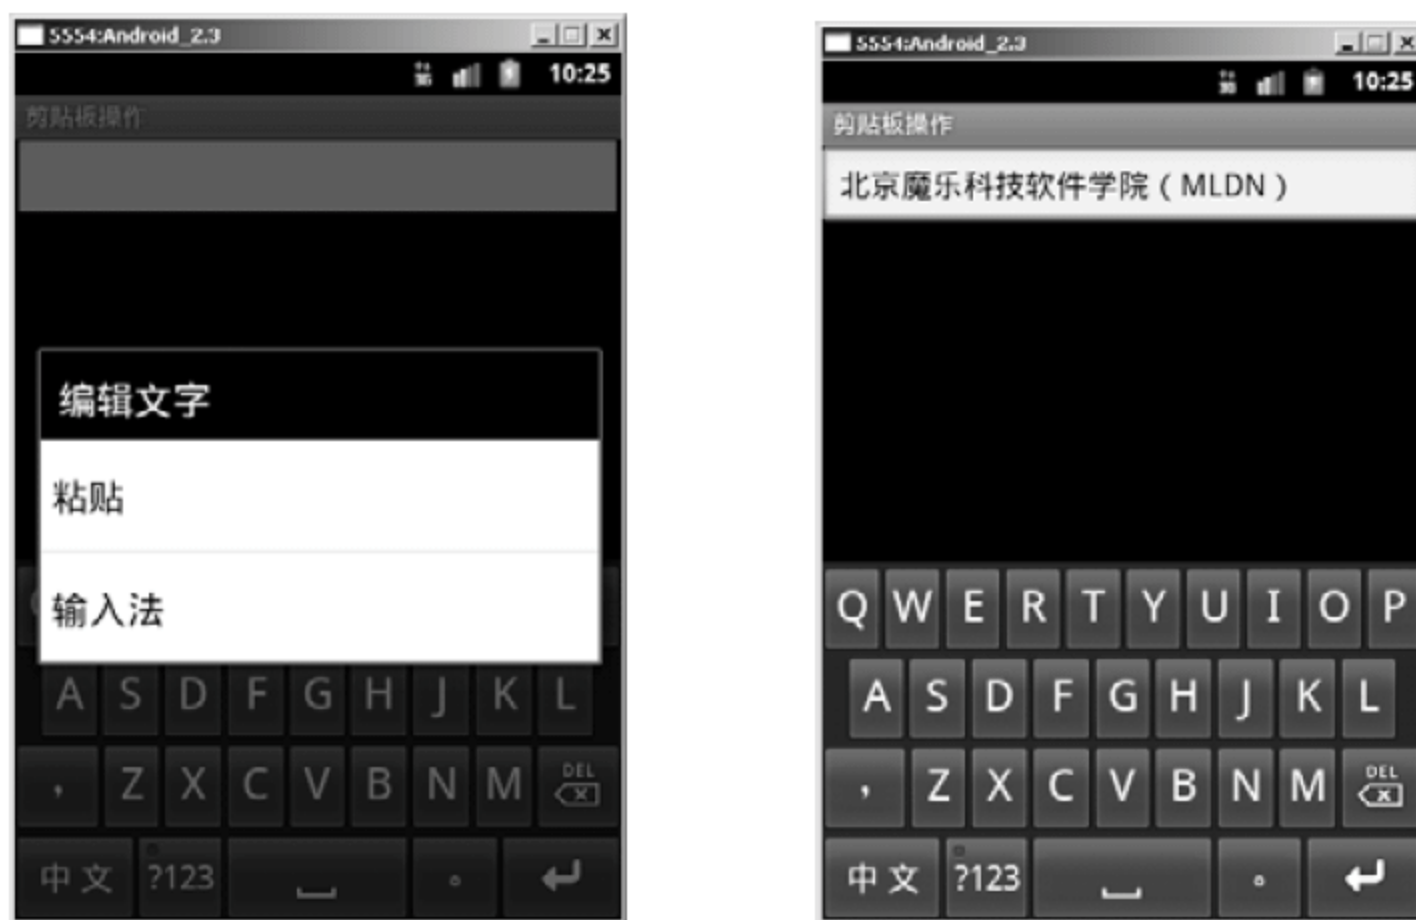 5554:Android_2.3
3G 10:25
剪贴板操作
编辑文字
粘贴
输入法
A S D F G H J K L
, Z X C V B N M DEL
中文 ?123 。
5554:Android_2.3
3G 10:25
剪贴板操作
北京魔乐科技软件学院（MLDN）
Q W E R T Y U I O P
A S D F G H J K L
, Z X C V B N M DEL
中文 ?123 。